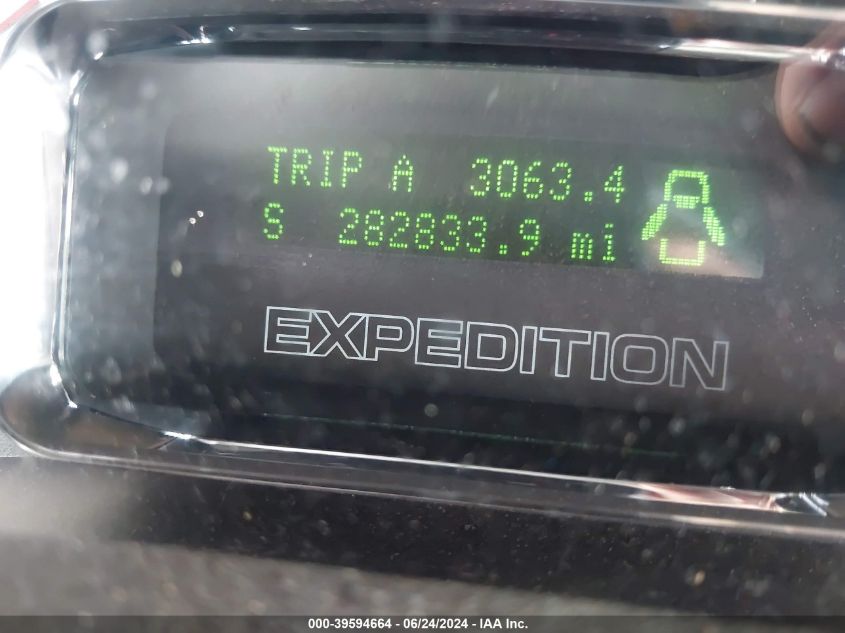 TRIP A 3063.4
S 282833.9 mi
EXPEDITION
000-39594664 - 06/24/2024 - IAA Inc.